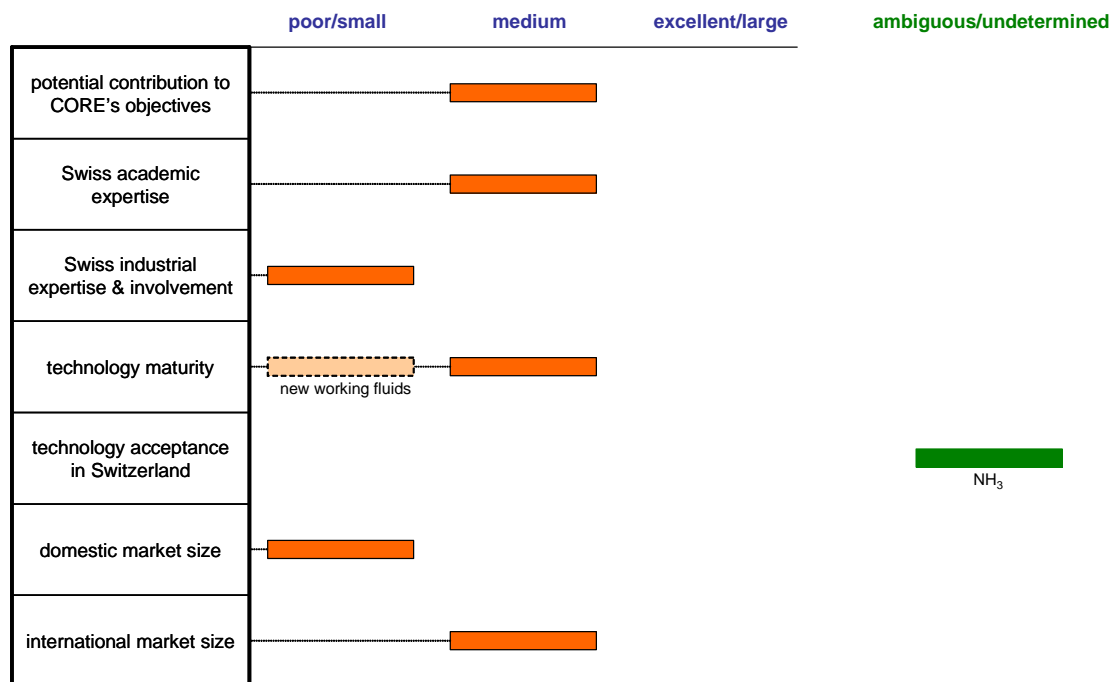 poor/small medium excellent/large ambiguous/undetermined
potential contribution to
CORE's objectives
Swiss academic
expertise
Swiss industrial
expertise & involvement
technology maturity
new working fluids
technology acceptance
in Switzerland
NH₃
domestic market size
international market size